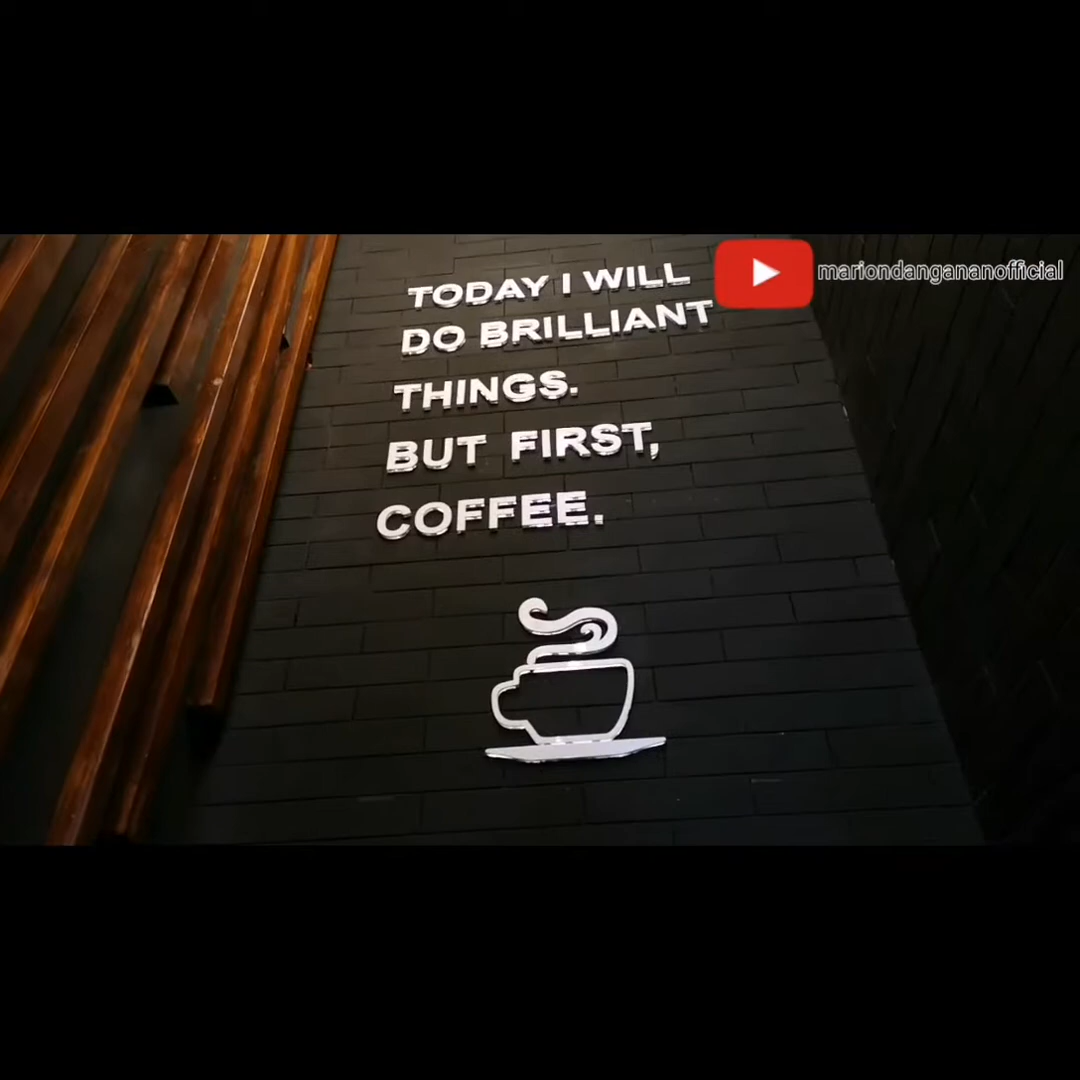 TODAY I WILL
DO BRILLIANT
THINGS.
BUT FIRST,
COFFEE.
mariondangananofficial